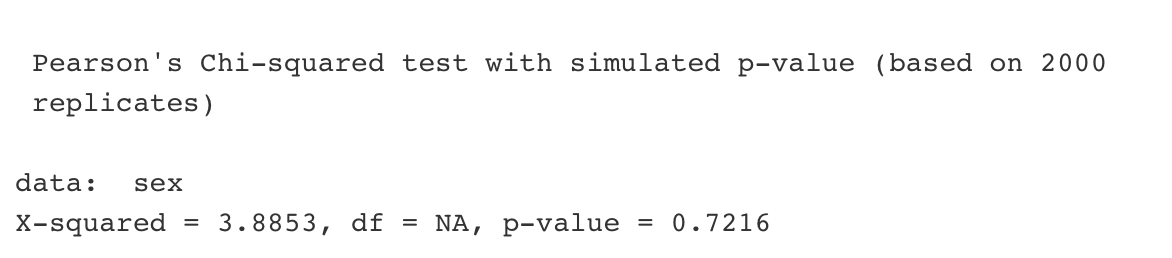 Pearson's Chi-squared test with simulated p-value (based on 2000
replicates)
data:  sex
X-squared = 3.8853, df = NA, p-value = 0.7216